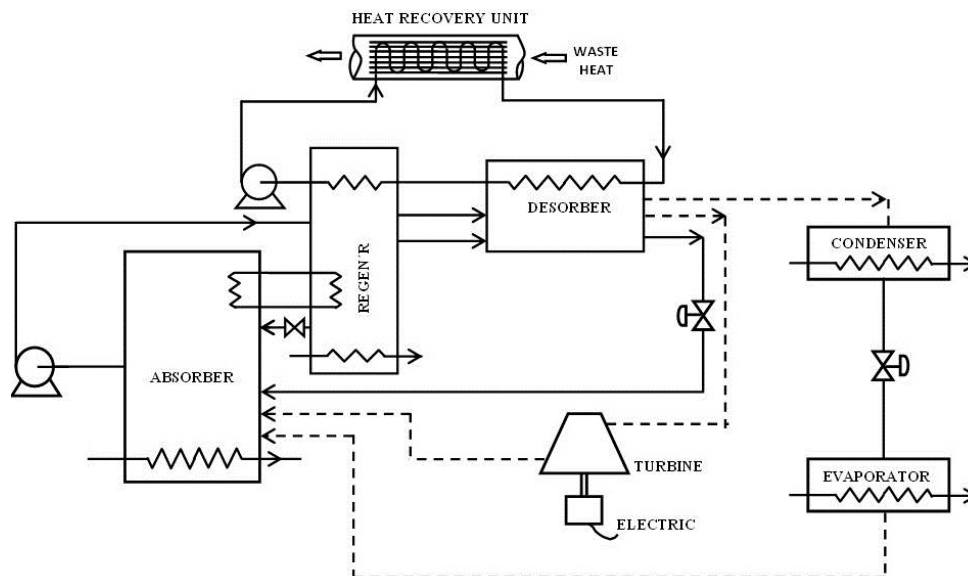 HEAT RECOVERY UNIT
WASTE
HEAT
DESORBER
REGEN'R
CONDENSER
ABSORBER
TURBINE
EVAPORATOR
ELECTRIC